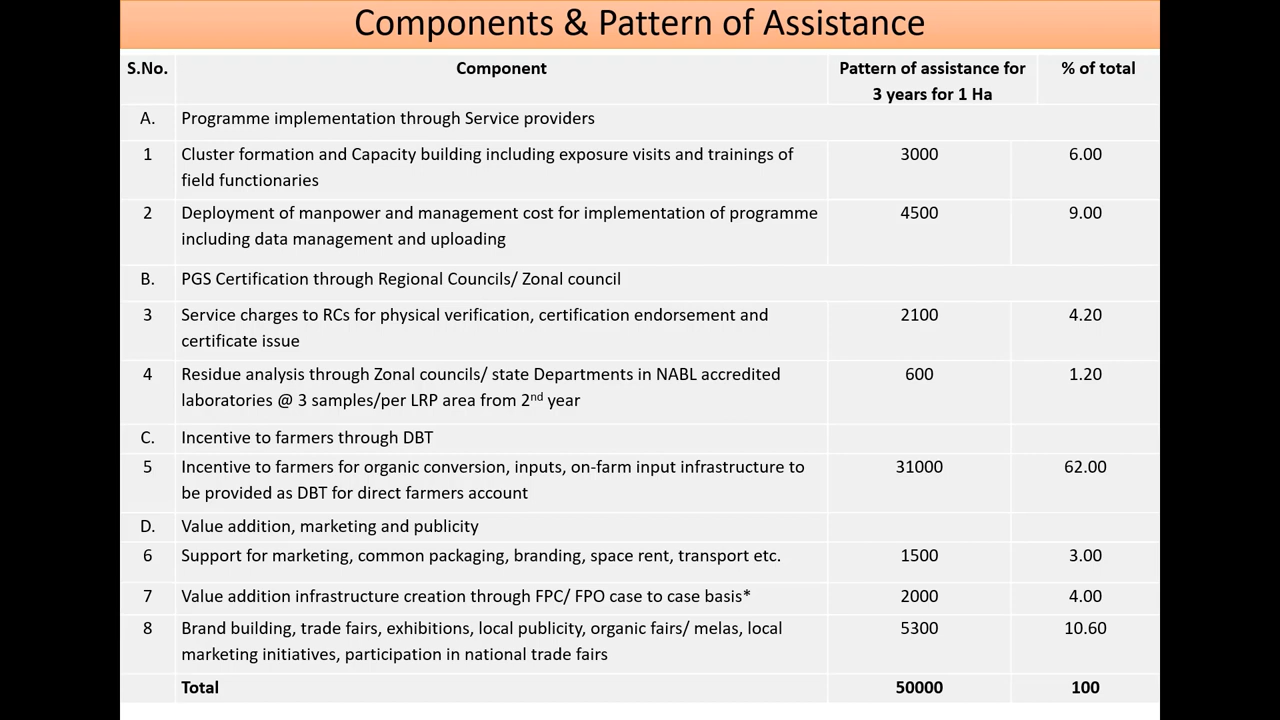 Components & Pattern of Assistance
S.No. Component Pattern of assistance for % of total
3 years for 1 Ha
A. Programme implementation through Service providers
1 Cluster formation and Capacity building including exposure visits and trainings of 3000 6.00
field functionaries
2 Deployment of manpower and management cost for implementation of programme 4500 9.00
including data management and uploading
B. PGS Certification through Regional Councils/ Zonal council
3 Service charges to RCs for physical verification, certification endorsement and 2100 4.20
certificate issue
4 Residue analysis through Zonal councils/ state Departments in NABL accredited 600 1.20
laboratories @ 3 samples/per LRP area from 2nd year
C. Incentive to farmers through DBT
5 Incentive to farmers for organic conversion, inputs, on-farm input infrastructure to 31000 62.00
be provided as DBT for direct farmers account
D. Value addition, marketing and publicity
6 Support for marketing, common packaging, branding, space rent, transport etc. 1500 3.00
7 Value addition infrastructure creation through FPC/ FPO case to case basis* 2000 4.00
8 Brand building, trade fairs, exhibitions, local publicity, organic fairs/ melas, local 5300 10.60
marketing initiatives, participation in national trade fairs
Total 50000 100